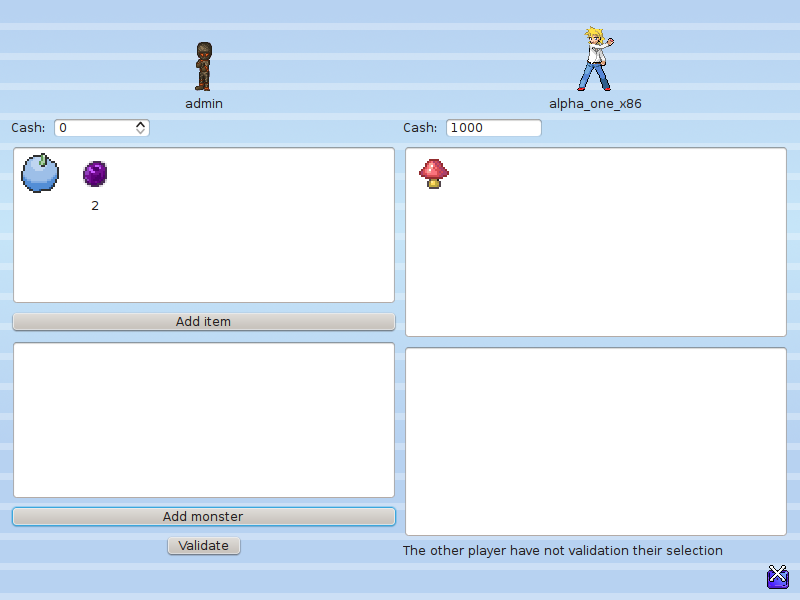 admin
alpha_one_x86
Cash: 0
Cash: 1000
2
Add item
Add monster
Validate
The other player have not validation their selection